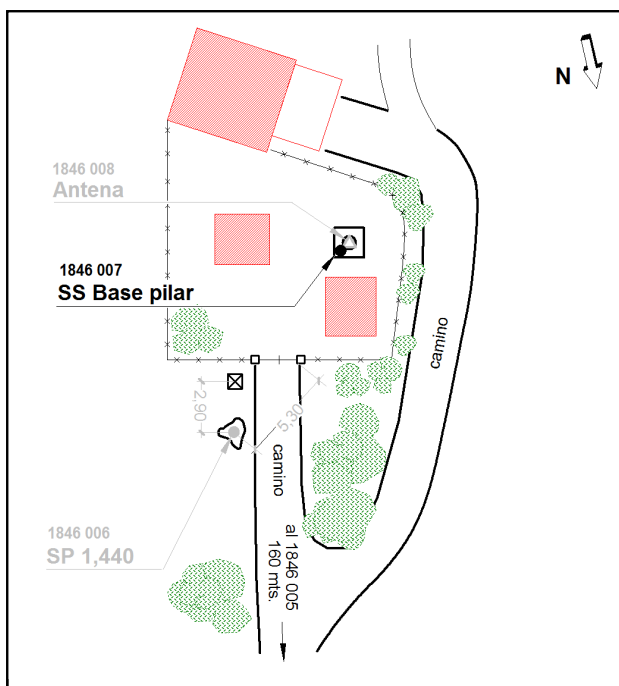 N
1846 008
Antena
1846 007
SS Base pilar
camino
2,90
5,30
camino
1846 006
SP 1,440
al 1846 005
160 mts.